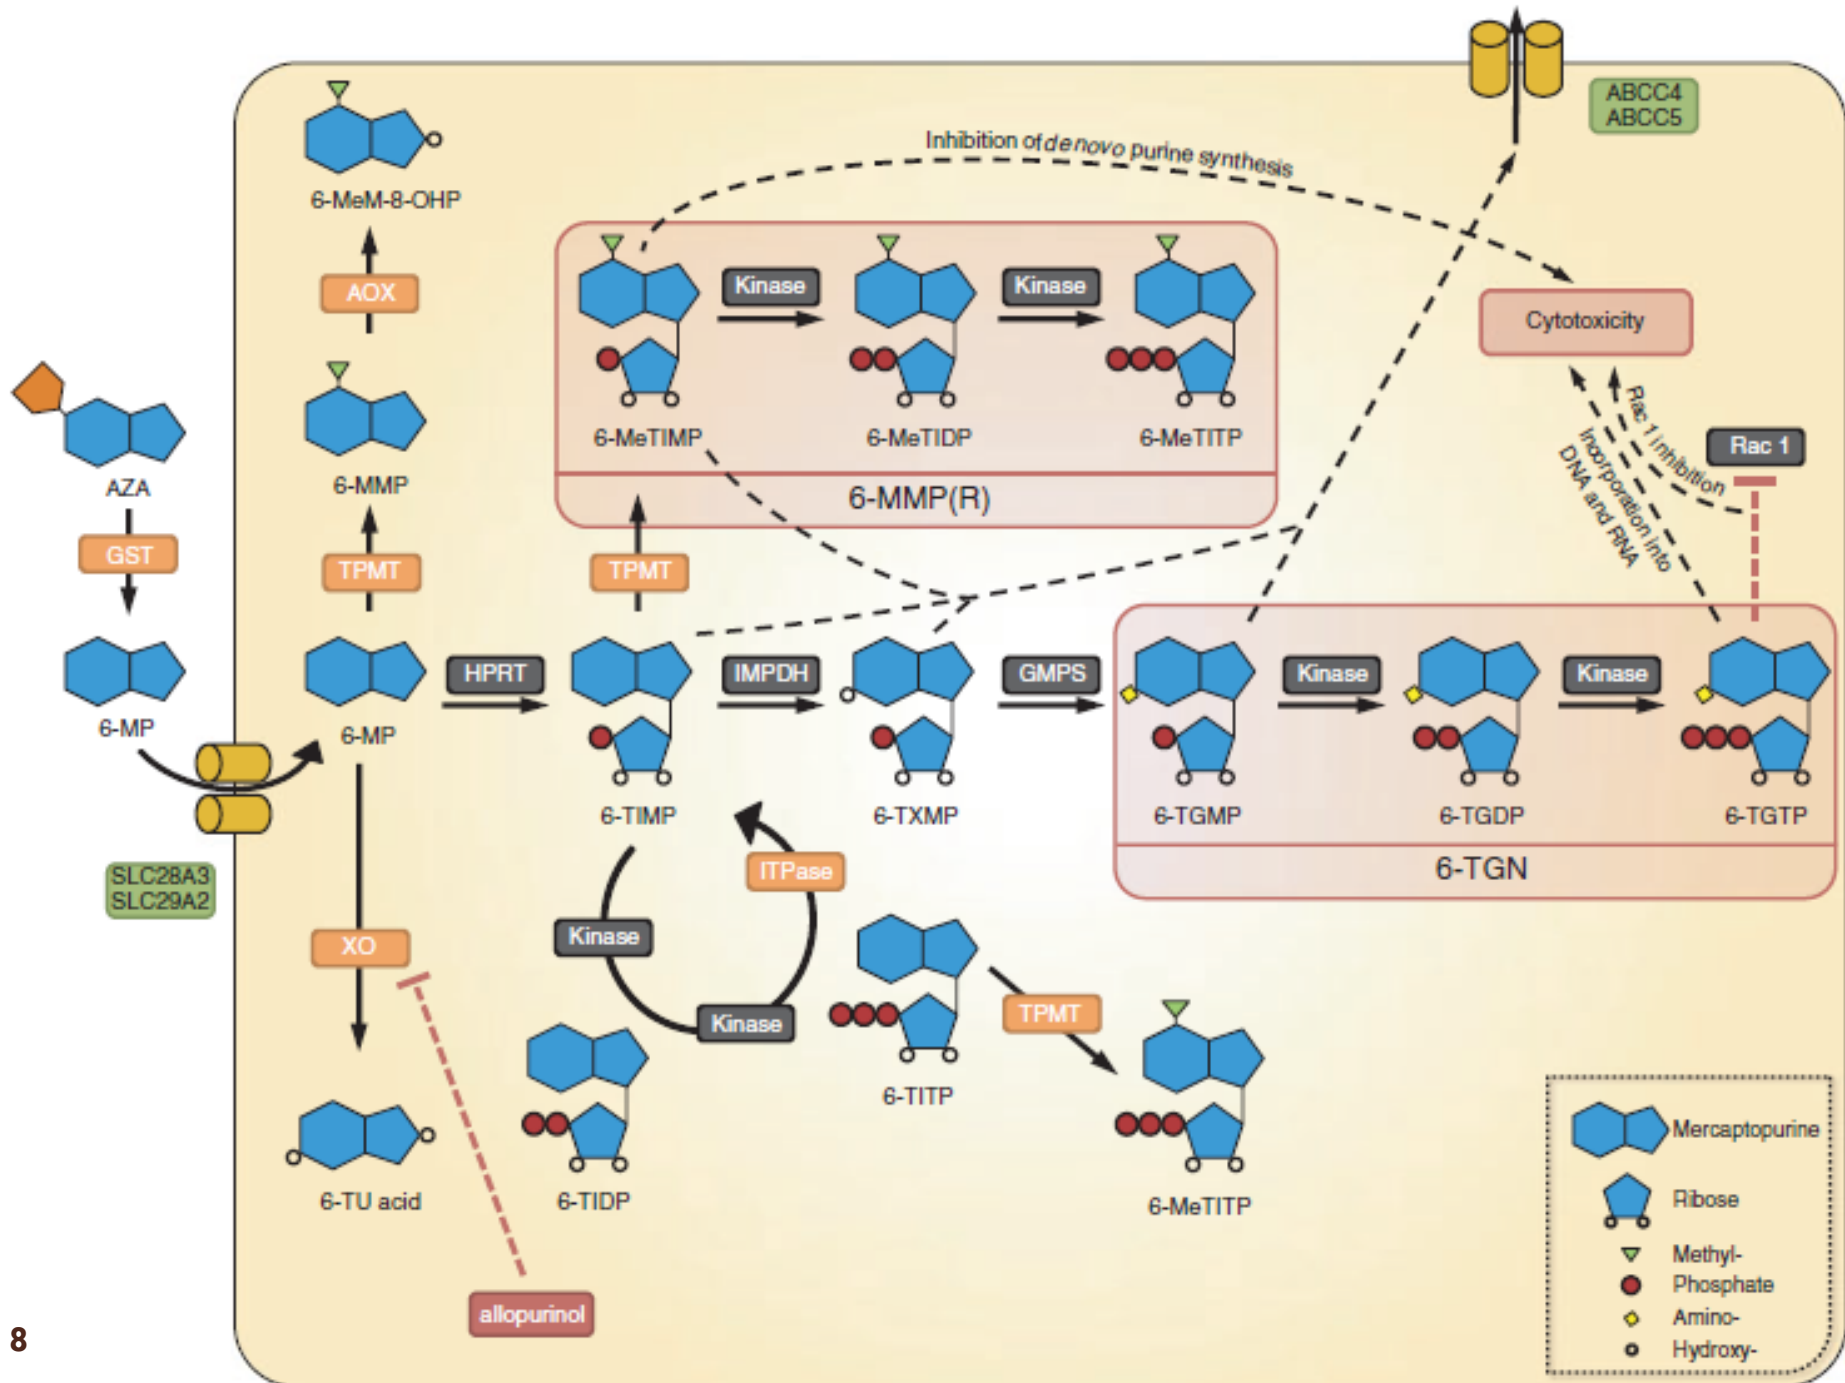 ABCC4
ABCC5
Inhibition of de novo purine synthesis
6-MeM-8-OHP
AOX
Kinase
Kinase
Cytotoxicity
6-MeTIMP
6-MeTIDP
6-MeTITP
6-MMP(R)
Rac 1 inhibition
Rac 1
incorporation into
DNA and RNA
AZA
6-MMP
GST
TPMT
TPMT
6-MP
6-MP
HPRT
IMPDH
GMPS
Kinase
Kinase
6-TIMP
6-TXMP
6-TGMP
6-TGDP
6-TGTP
6-TGN
SLC28A3
SLC29A2
ITPase
XO
Kinase
Kinase
TPMT
6-TITP
6-TU acid
6-TIDP
6-MeTITP
allopurinol
Mercaptopurine
Ribose
Methyl-
Phosphate
Amino-
Hydroxy-
8